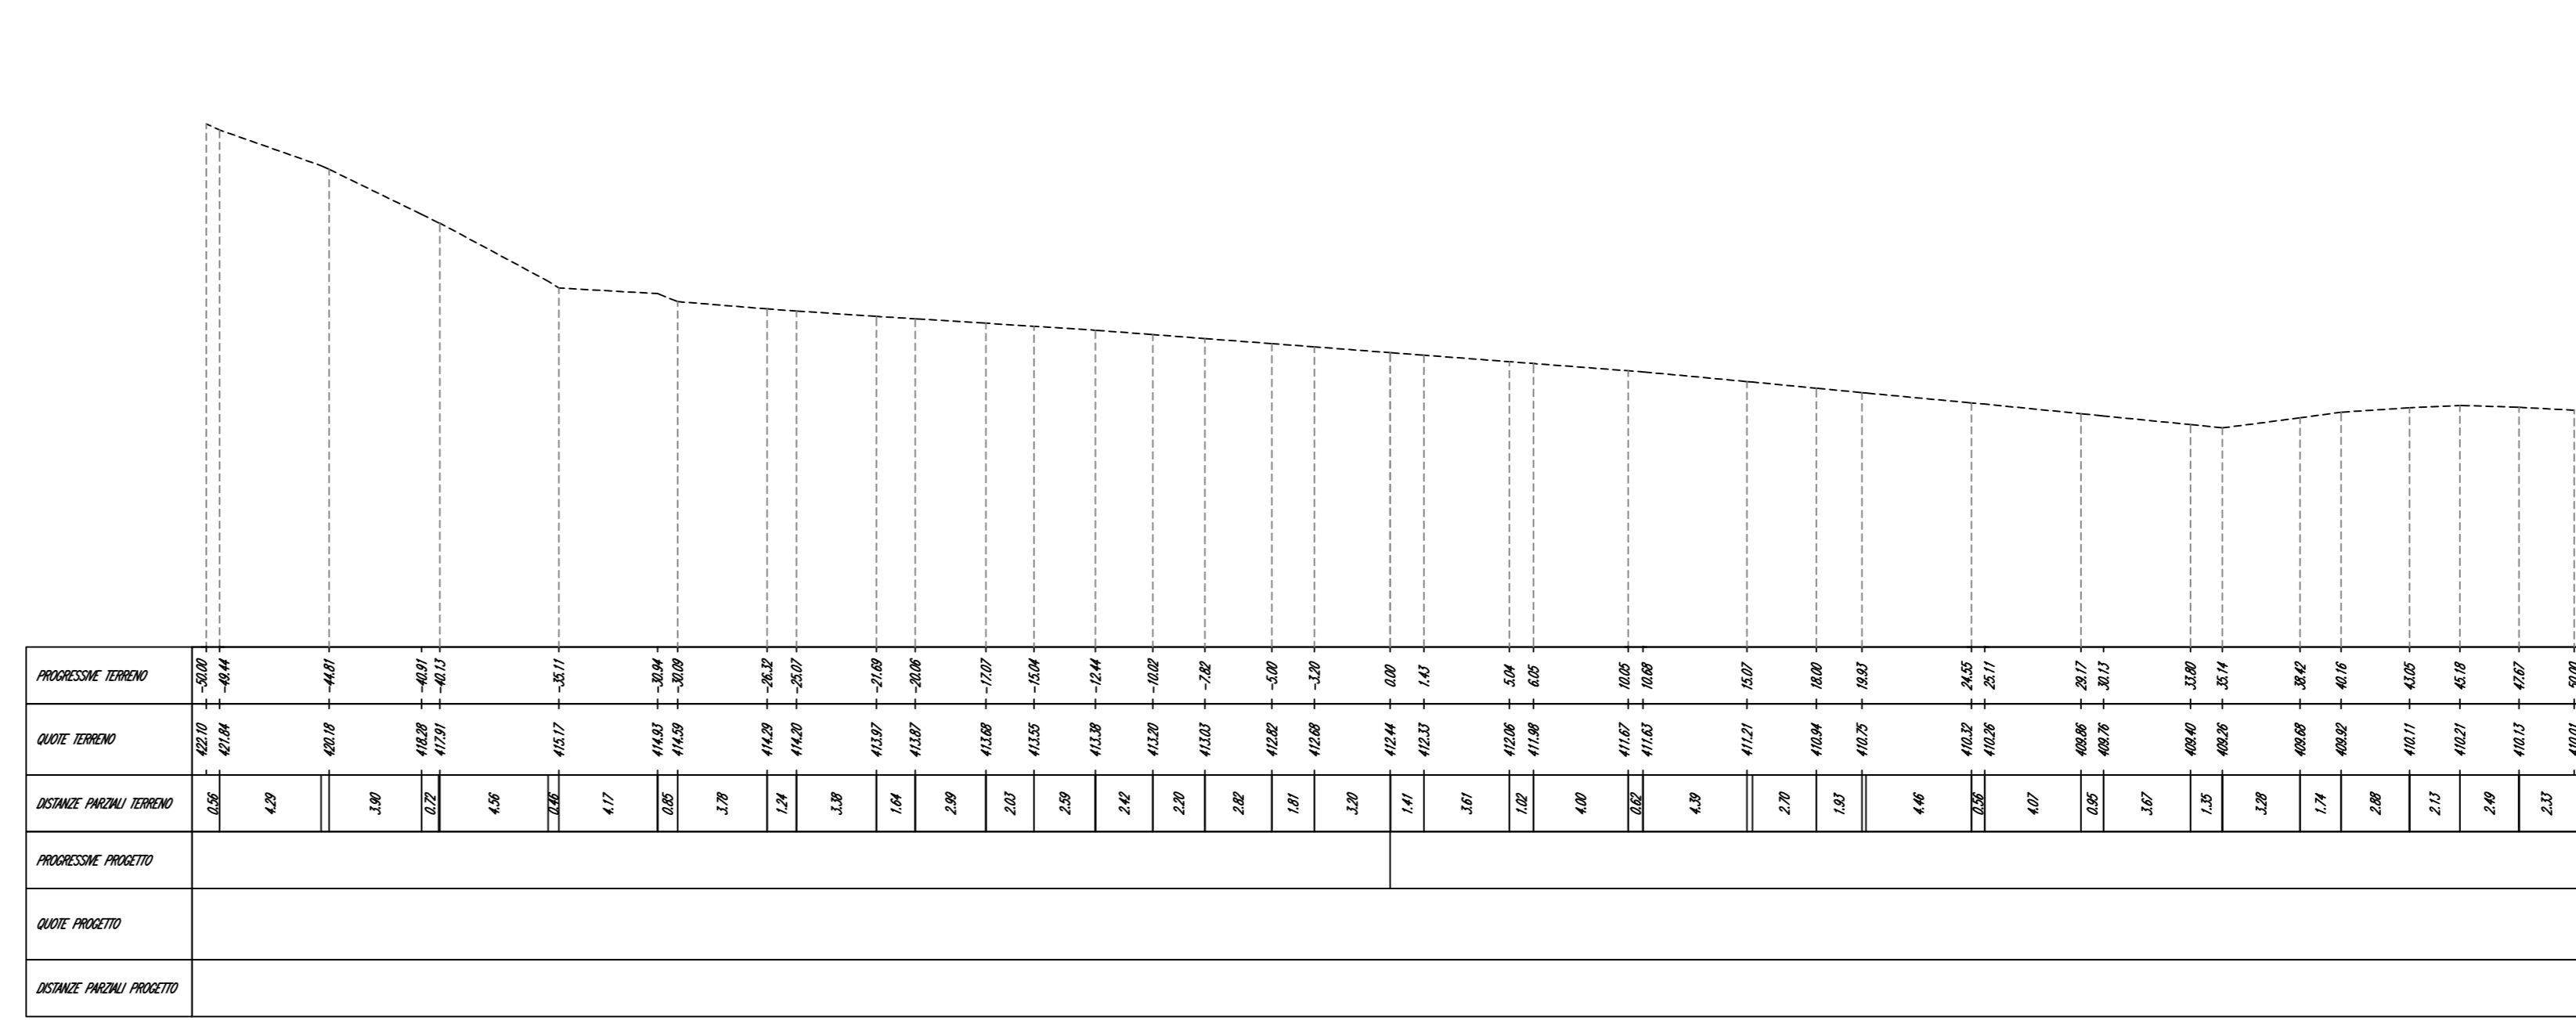 PROGRESSIVE TERRENO -50.00 -49.44 -44.81 -40.91 -40.13 -35.11 -30.94 -30.09 -26.32 -25.07 -21.69 -20.06 -17.07 -15.04 -12.44 -10.02 -7.82 -5.00 -3.20 0.00 1.43 5.04 6.05 10.05 10.68 15.07 18.00 19.93 24.55 25.11 29.17 30.13 33.80 35.14 38.42 40.16 43.05 45.18 47.67 50.00
QUOTE TERRENO 422.10 421.84 420.18 418.28 417.91 415.17 414.93 414.59 414.29 414.20 413.97 413.87 413.68 413.55 413.38 413.20 413.03 412.82 412.68 412.44 412.33 412.06 411.98 411.67 411.63 411.21 410.94 410.75 410.32 410.26 409.86 409.76 409.40 409.26 409.68 409.92 410.11 410.21 410.13 410.01
DISTANZE PARZIALI TERRENO 0.56 4.29 3.90 0.72 4.56 0.46 4.17 0.85 3.78 1.24 3.38 1.64 2.99 2.03 2.59 2.42 2.20 2.82 1.81 3.20 1.41 3.61 1.02 4.00 0.62 4.39 2.70 1.93 4.46 0.56 4.07 0.95 3.67 1.35 3.28 1.74 2.88 2.13 2.49 2.33
PROGRESSIVE PROGETTO
QUOTE PROGETTO
DISTANZE PARZIALI PROGETTO